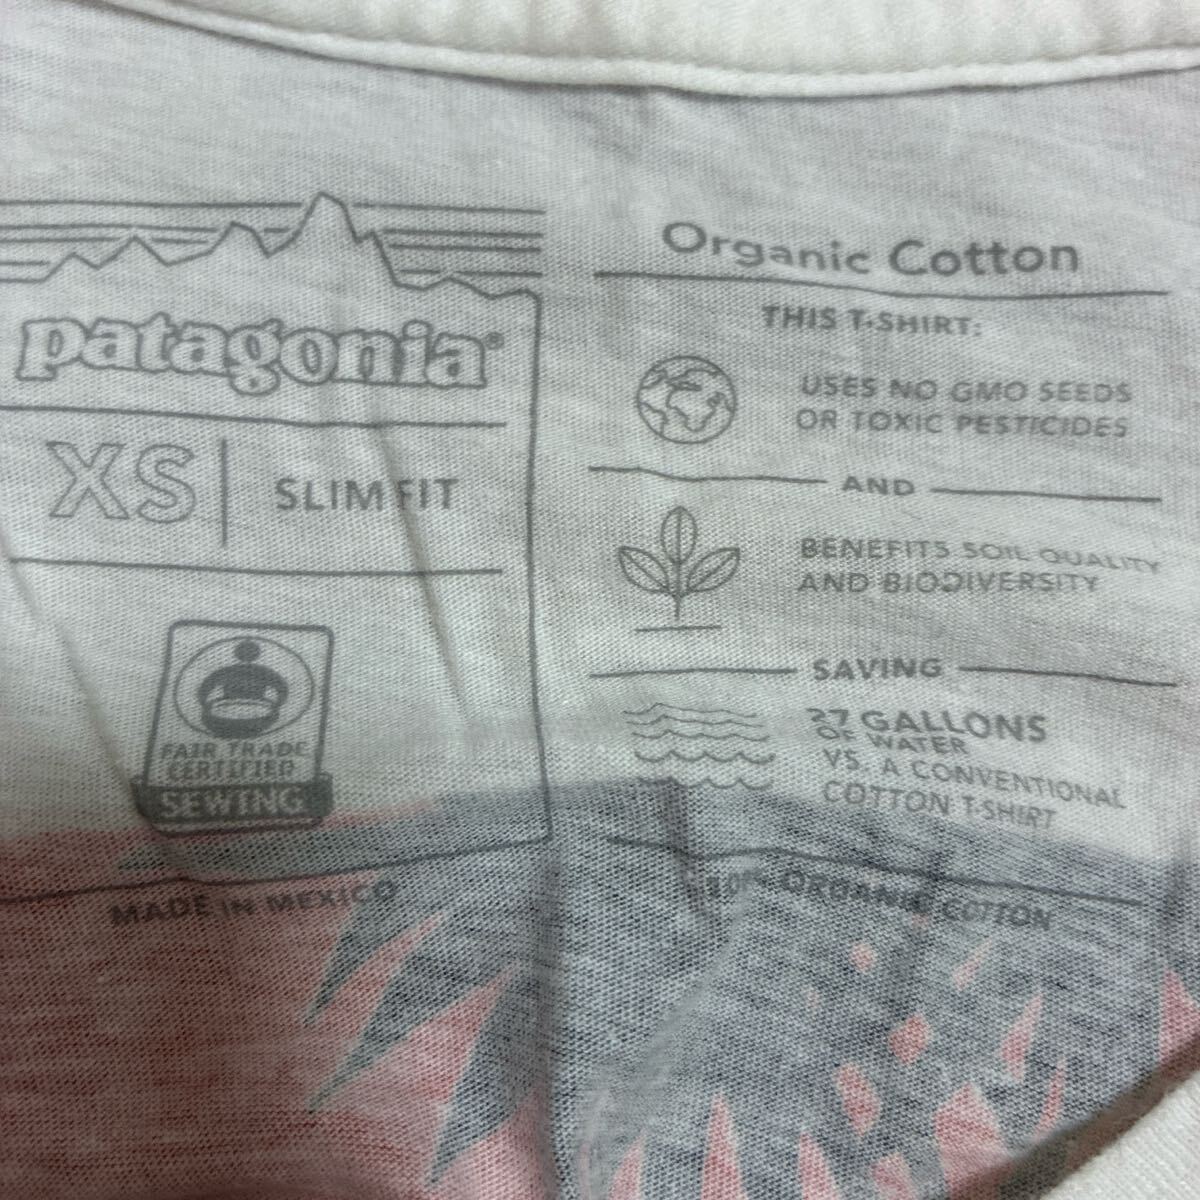 patagonia®
XS
SLIM FIT
FAIR TRADE
CERTIFIED
SEWING
MADE IN MEXICO
Organic Cotton
THIS T-SHIRT:
USES NO GMO SEEDS
OR TOXIC PESTICIDES
AND
BENEFITS SOIL QUALITY
AND BIODIVERSITY
SAVING
27 GALLONS
OF WATER
VS. A CONVENTIONAL
COTTON T-SHIRT
100% ORGANIC COTTON